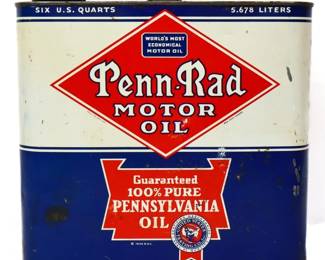 SIX U.S. QUARTS 5.678 LITERS
WORLD'S MOST
ECONOMICAL
MOTOR OIL
Penn-Rad
MOTOR
OIL
Guaranteed
100% PURE
PENNSYLVANIA
OIL